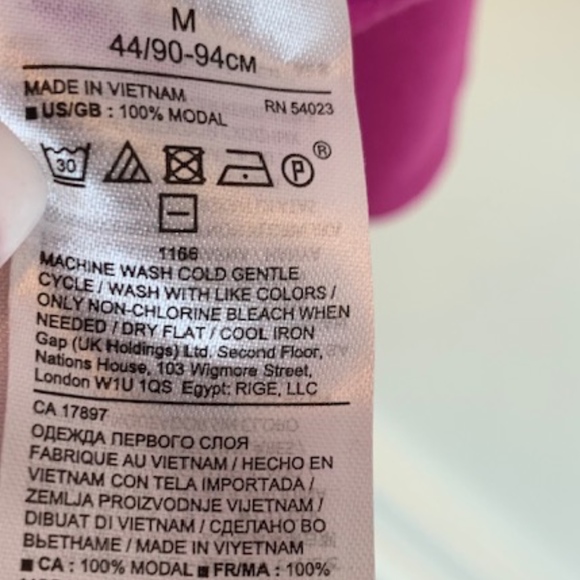 M
44/90-94СМ
MADE IN VIETNAM RN 54023
■US/GB : 100% MODAL
30 P ®
1166
MACHINE WASH COLD GENTLE
CYCLE / WASH WITH LIKE COLORS /
ONLY NON-CHLORINE BLEACH WHEN
NEEDED / DRY FLAT / COOL IRON
Gap (UK Holdings) Ltd, Second Floor,
Nations House, 103 Wigmore Street,
London W1U 1QS Egypt: RIGE, LLC
CA 17897
ОДЕЖДА ПЕРВОГО СЛОЯ
FABRIQUE AU VIETNAM / HECHO EN
VIETNAM CON TELA IMPORTADA /
ZEMLJA PROIZVODNJE VIJETNAM /
DIBUAT DI VIETNAM / СДЕЛАНО ВО
ВЬЕТНАМЕ / MADE IN VIYETNAM
■CA : 100% MODAL ■FR/MA : 100%